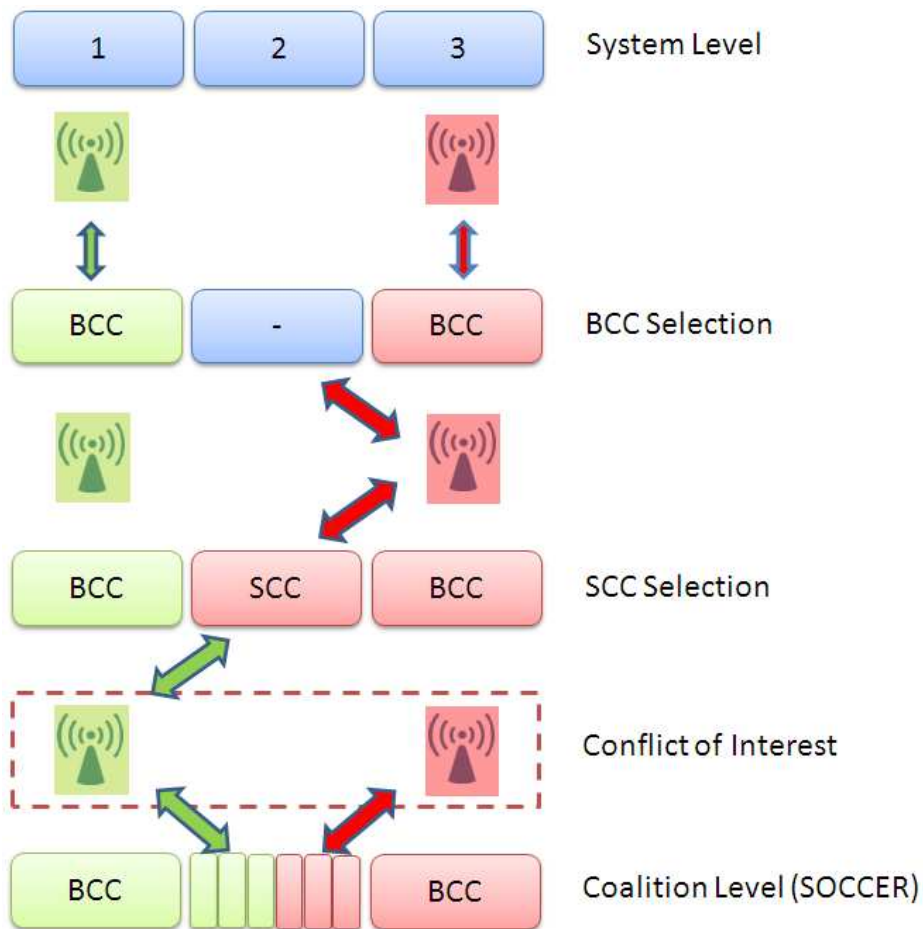 1 2 3 System Level
BCC - BCC BCC Selection
BCC SCC BCC SCC Selection
Conflict of Interest
BCC BCC Coalition Level (SOCCER)